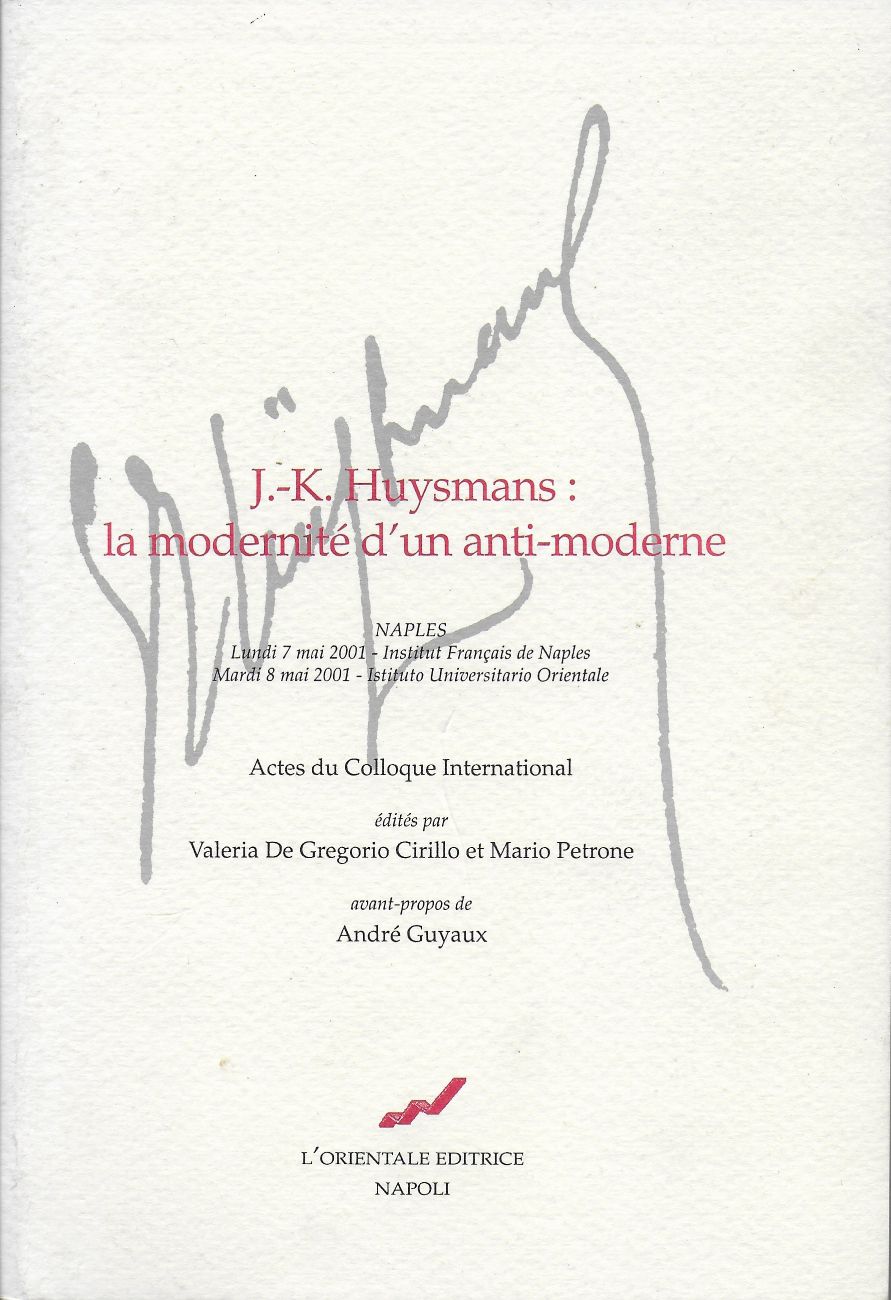 J.-K. Huysmans :
la modernité d'un anti-moderne
NAPLES
Lundi 7 mai 2001 - Institut Français de Naples
Mardi 8 mai 2001 - Istituto Universitario Orientale
Actes du Colloque International
édités par
Valeria De Gregorio Cirillo et Mario Petrone
avant-propos de
André Guyaux
L'ORIENTALE EDITRICE
NAPOLI